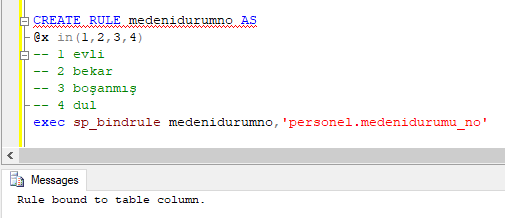 CREATE RULE medenidurumno AS
@x in(1,2,3,4)
-- 1 evli
-- 2 bekar
-- 3 boşanmış
-- 4 dul
exec sp_bindrule medenidurumno,'personel.medenidurumu_no'
Messages
Rule bound to table column.